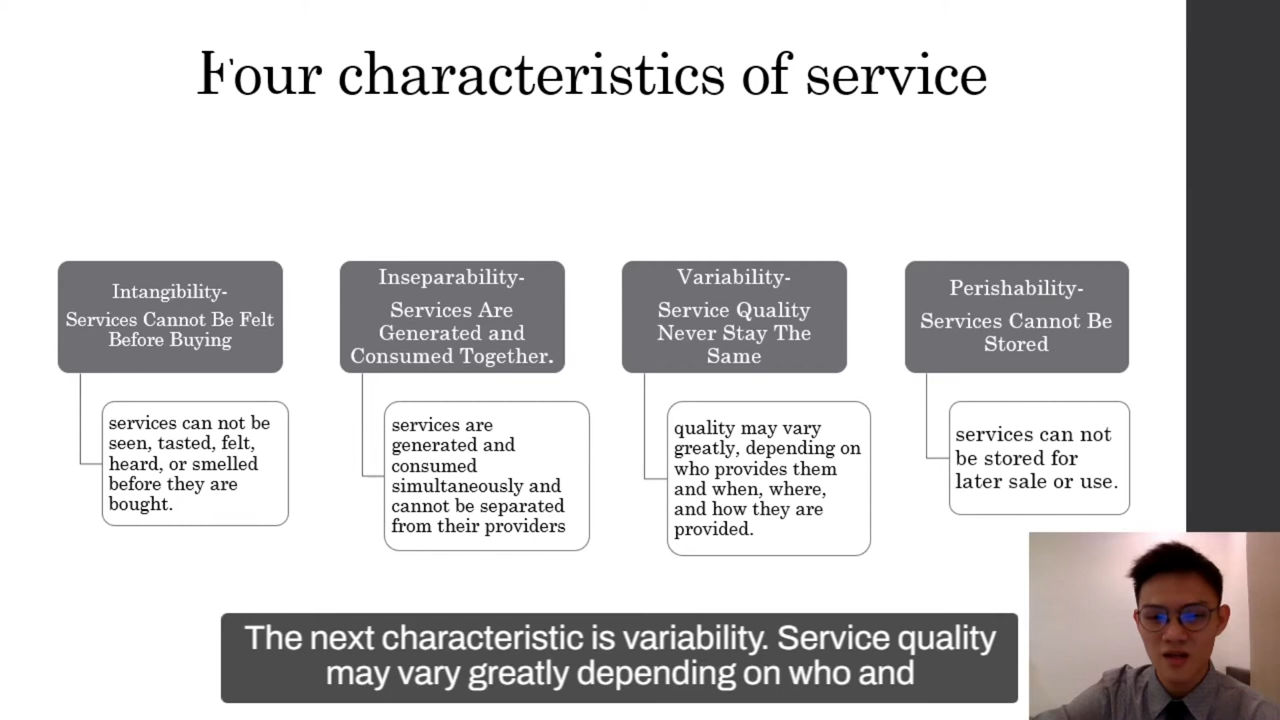 Four characteristics of service
Intangibility-
Services Cannot Be Felt
Before Buying
services can not be
seen, tasted, felt,
heard, or smelled
before they are
bought.
Inseparability-
Services Are
Generated and
Consumed Together.
services are
generated and
consumed
simultaneously and
cannot be separated
from their providers
Variability-
Service Quality
Never Stay The
Same
quality may vary
greatly, depending on
who provides them
and when, where,
and how they are
provided.
Perishability-
Services Cannot Be
Stored
services can not
be stored for
later sale or use.
The next characteristic is variability. Service quality
may vary greatly depending on who and